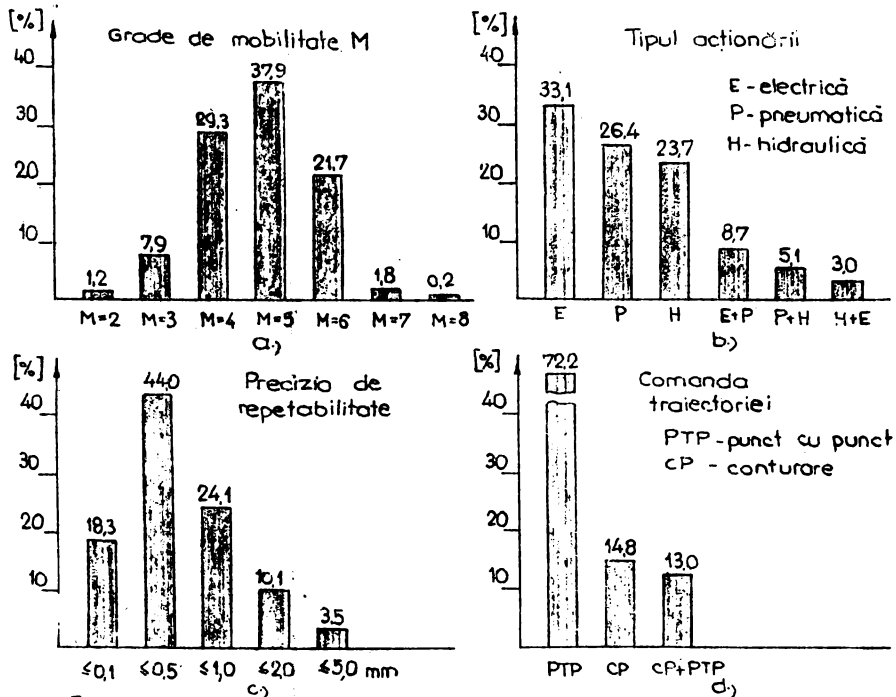 [%]
Grade de mobilitate M
40
30
20
10
1,2
7,9
29,3
37,9
21,7
1,8
0,2
M=2 M=3 M=4 M=5 M=6 M=7 M=8
a.)
[%]
Tipul acționării
E - electrică
P - pneumatică
H - hidraulică
40
30
20
10
33,1
26,4
23,7
8,7
5,1
3,0
E P H E+P P+H H+E
b.)
[%]
Precizia de
repetabilitate
40
30
20
10
18,3
44,0
24,1
10,1
3.5
≤0,1 ≤0,5 ≤1,0 ≤2,0 ≤5,0 mm
c.)
[%]
Comanda
traiectoriei
PTP - punct cu punct
CP - conturare
40
30
20
10
72,2
14,8
13,0
PTP CP CP+PTP
d.)